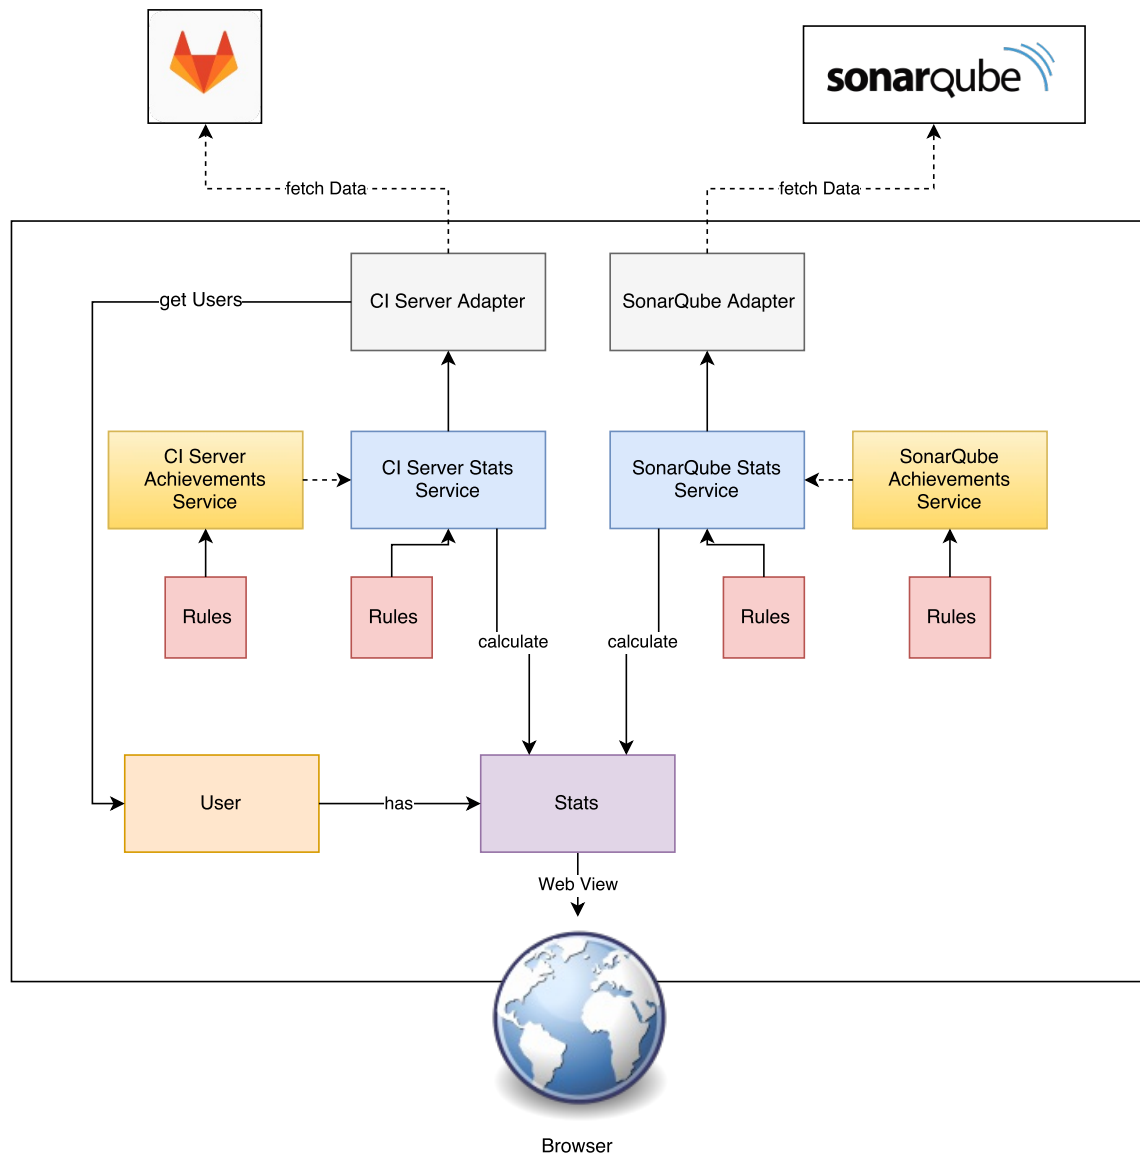 sonarqube
fetch Data
fetch Data
get Users
CI Server Adapter
SonarQube Adapter
CI Server
Achievements
Service
CI Server Stats
Service
SonarQube Stats
Service
SonarQube
Achievements
Service
Rules
Rules
Rules
Rules
calculate
calculate
User
has
Stats
Web View
Browser